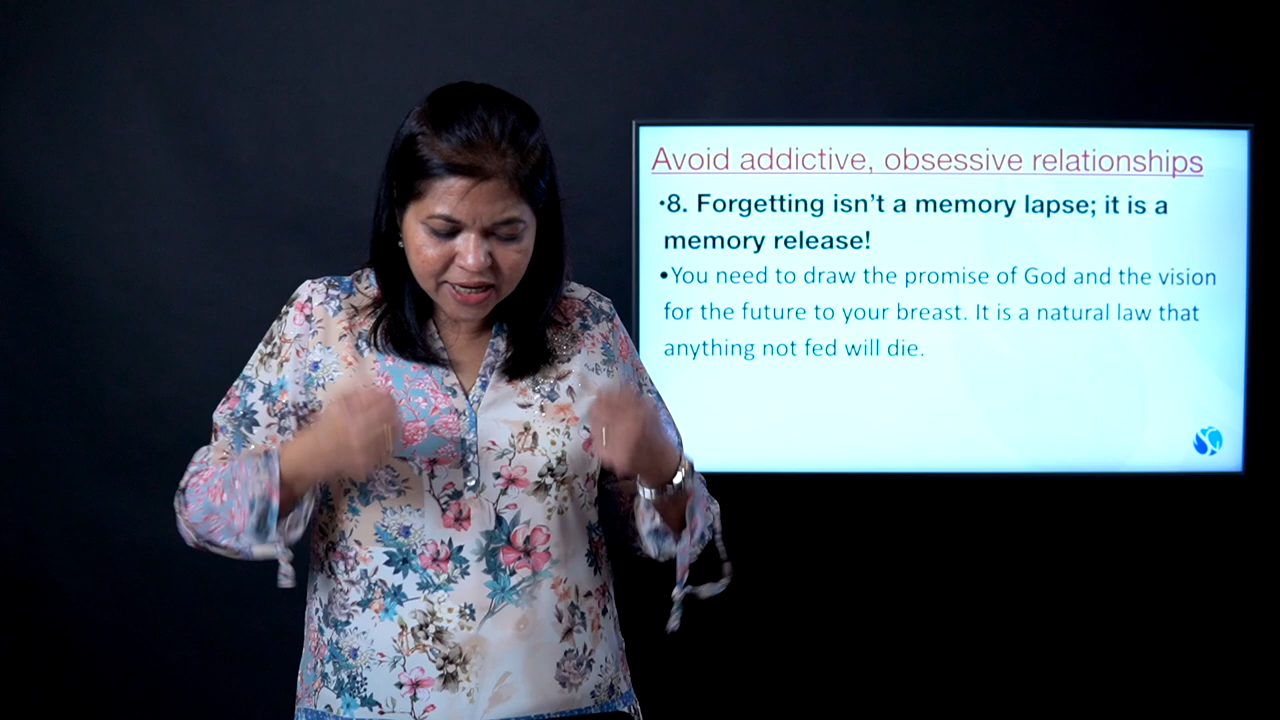 Avoid addictive, obsessive relationships
•8. Forgetting isn't a memory lapse; it is a
memory release!
•You need to draw the promise of God and the vision
for the future to your breast. It is a natural law that
anything not fed will die.